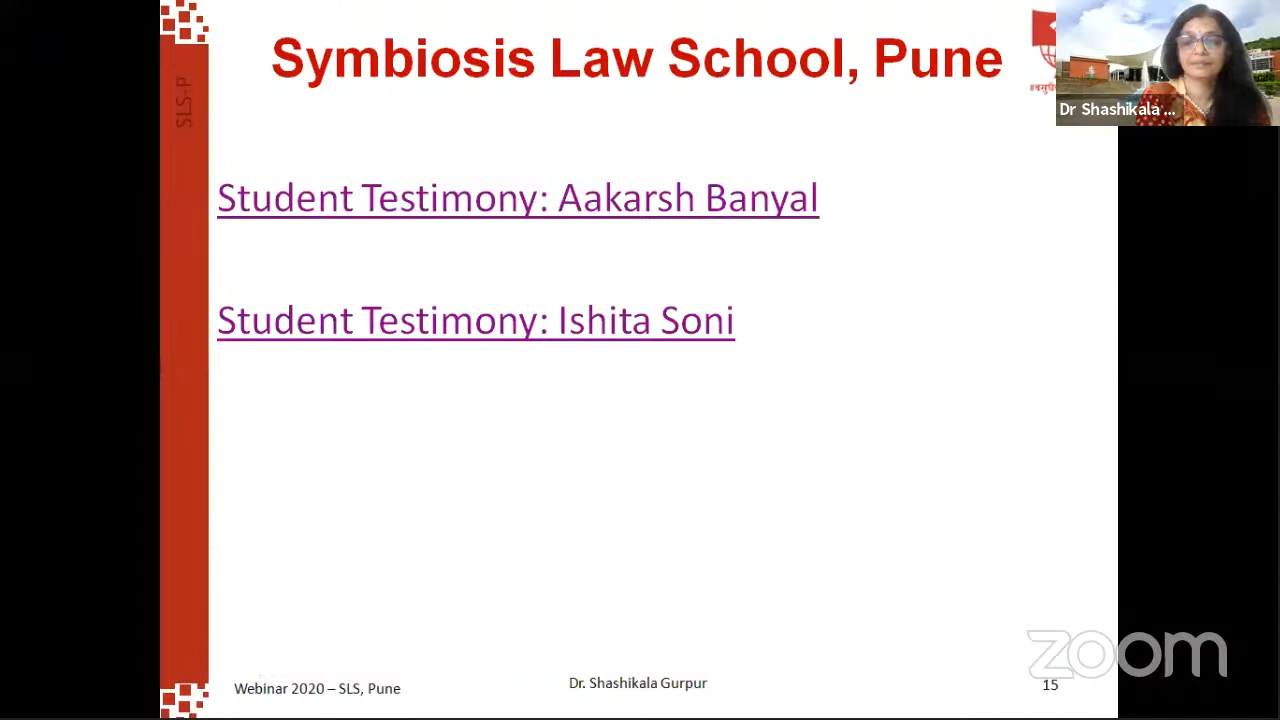 Symbiosis Law School, Pune
SLS-P
Dr Shashikala ...
Student Testimony: Aakarsh Banyal
Student Testimony: Ishita Soni
zoom
Webinar 2020 – SLS, Pune
Dr. Shashikala Gurpur
15